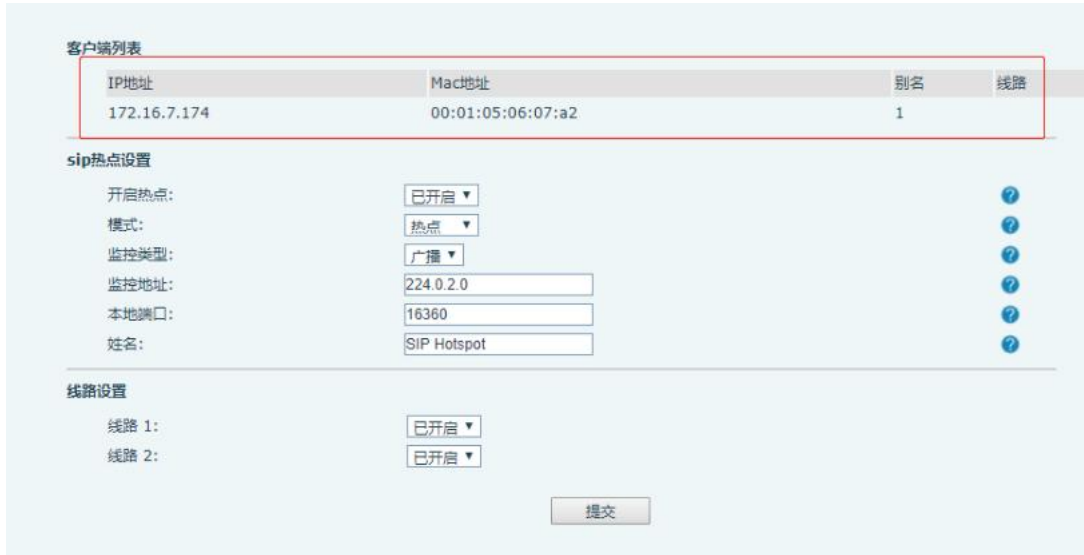 客户端列表
IP地址 Mac地址 别名 线路
172.16.7.174 00:01:05:06:07:a2 1
sip热点设置
开启热点: 已开启
模式: 热点
监控类型: 广播
监控地址: 224.0.2.0
本地端口: 16360
姓名: SIP Hotspot
线路设置
线路 1: 已开启
线路 2: 已开启
提交